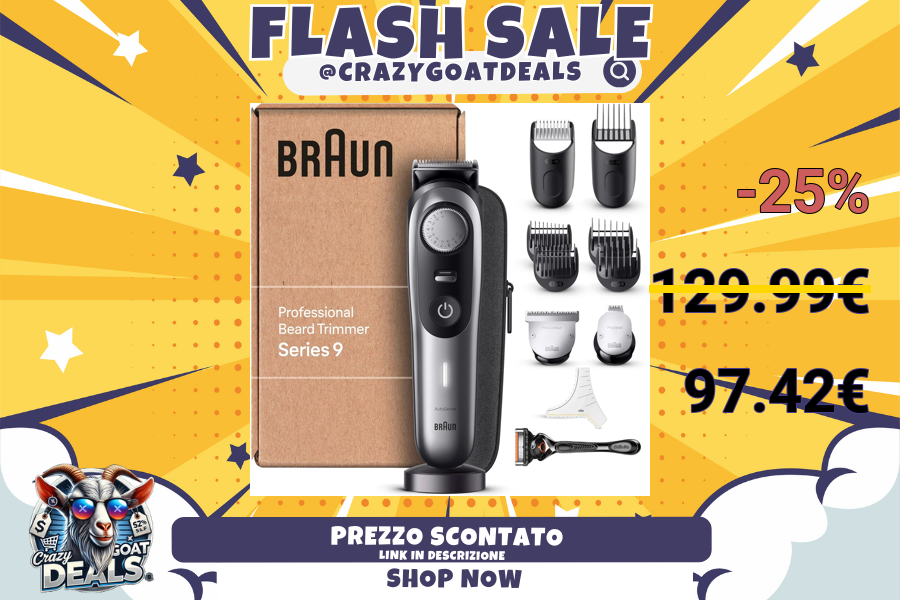 FLASH SALE
@CRAZYGOATDEALS
BRAUN
Professional
Beard Trimmer
Series 9
BRAUN
-25%
129.99€
97.42€
$
52%
Crazy
GOAT
DEALS
PREZZO SCONTATO
LINK IN DESCRIZIONE
SHOP NOW